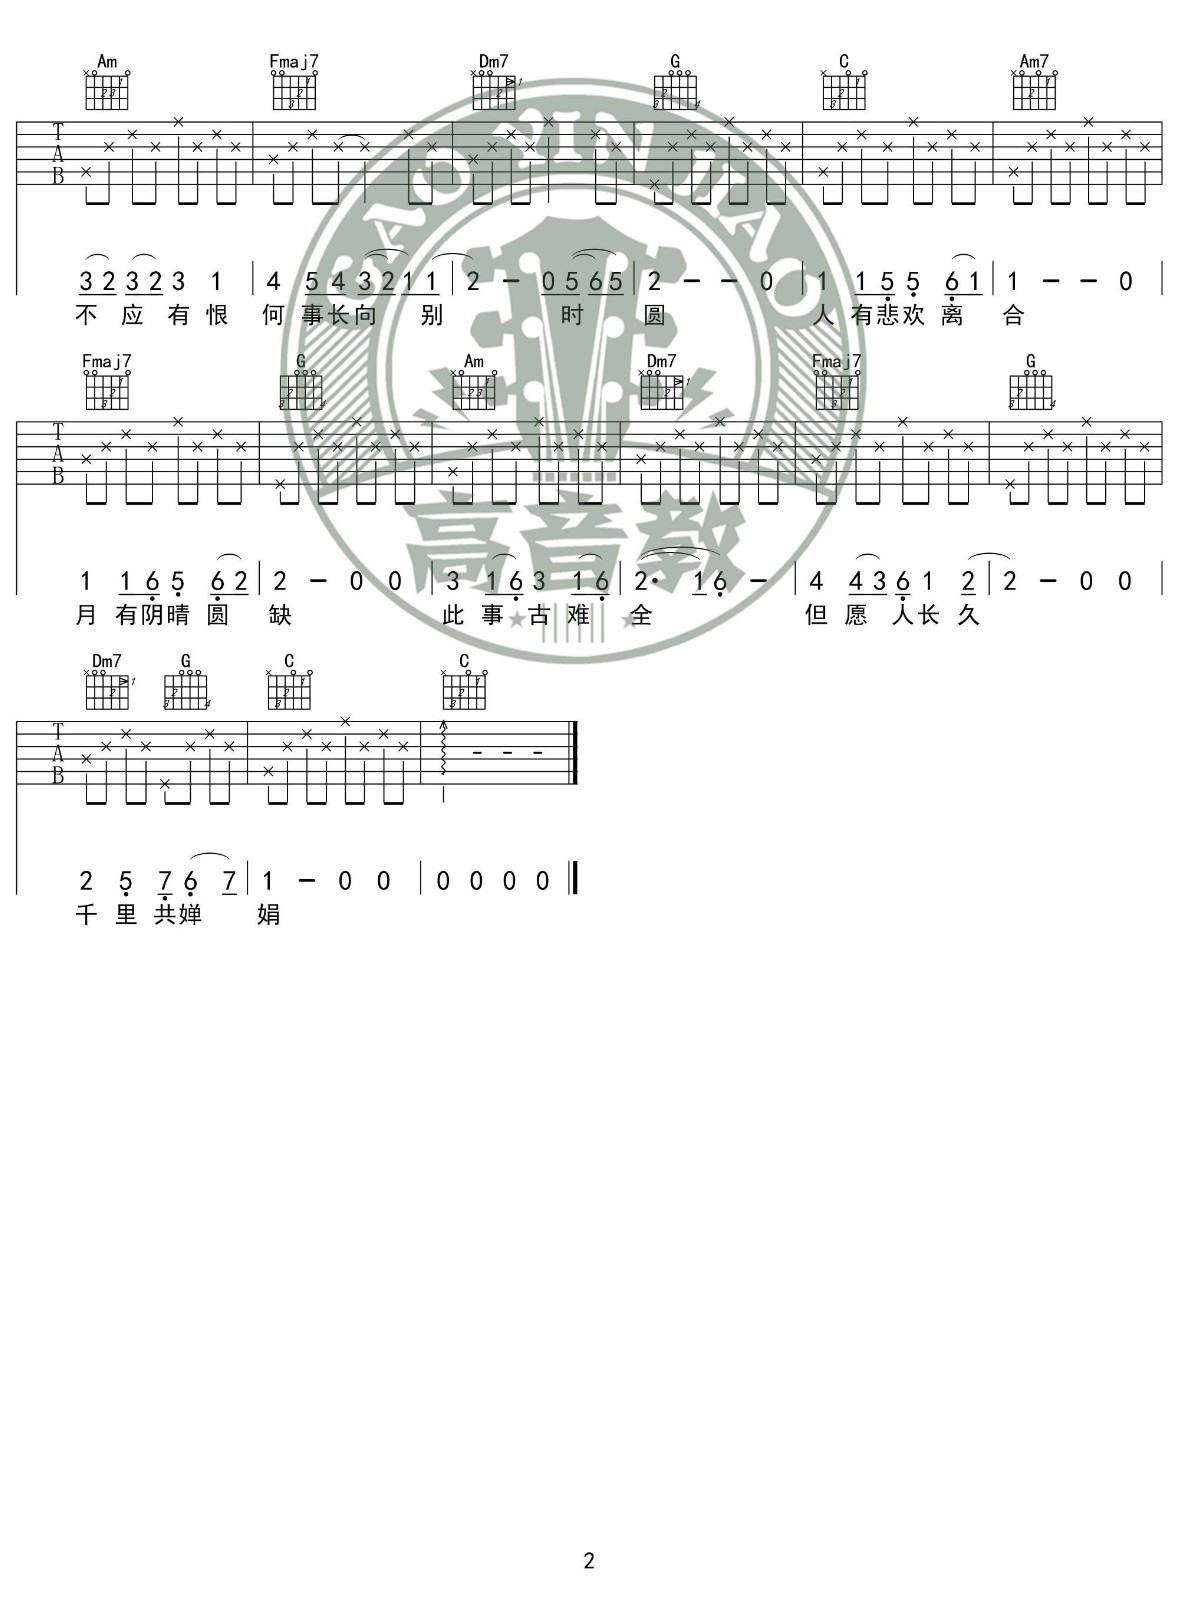 Am Fmaj7 Dm7 G C Am7
T A B
3 2 3 2 3 1 | 4 5 4 3 2 1 1 | 2 - 0 5 6 5 | 2 - - 0 | 1 1 5 5 6 1 | 1 - - 0 |
不 应 有 恨 何 事 长 向 别 时 圆 人 有 悲 欢 离 合
Fmaj7 G Am Dm7 Fmaj7 G
T A B
1 1 6 5 6 2 | 2 - 0 0 | 3 1 6 3 1 6 | 2· 1 6 - | 4 4 3 6 1 2 | 2 - 0 0 |
月 有 阴 晴 圆 缺 此 事 古 难 全 但 愿 人 长 久
Dm7 G C C
T A B
2 5 7 6 7 | 1 - 0 0 | 0 0 0 0
千 里 共 婵 娟
GAO YIN JIAO
高音教
2